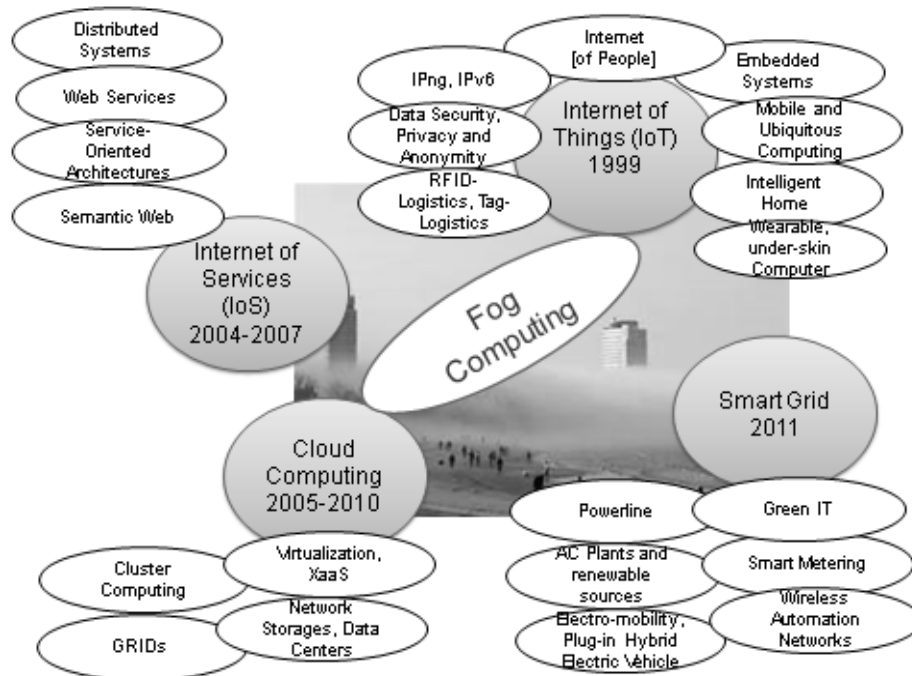 Distributed
Systems
Web Services
Service-
Oriented
Architectures
Semantic Web
Internet of
Services
(IoS)
2004-2007
Internet
[of People]
IPng, IPv6
Data Security,
Privacy and
Anonymity
RFID-
Logistics, Tag-
Logistics
Internet of
Things (IoT)
1999
Embedded
Systems
Mobile and
Ubiquitous
Computing
Intelligent
Home
Wearable,
under-skin
Computer
Fog
Computing
Cloud
Computing
2005-2010
Cluster
Computing
GRIDs
Virtualization,
XaaS
Network
Storages, Data
Centers
Smart Grid
2011
Powerline
AC Plants and
renewable
sources
Electro-mobility,
Plug-in Hybrid
Electric Vehicle
Green IT
Smart Metering
Wireless
Automation
Networks